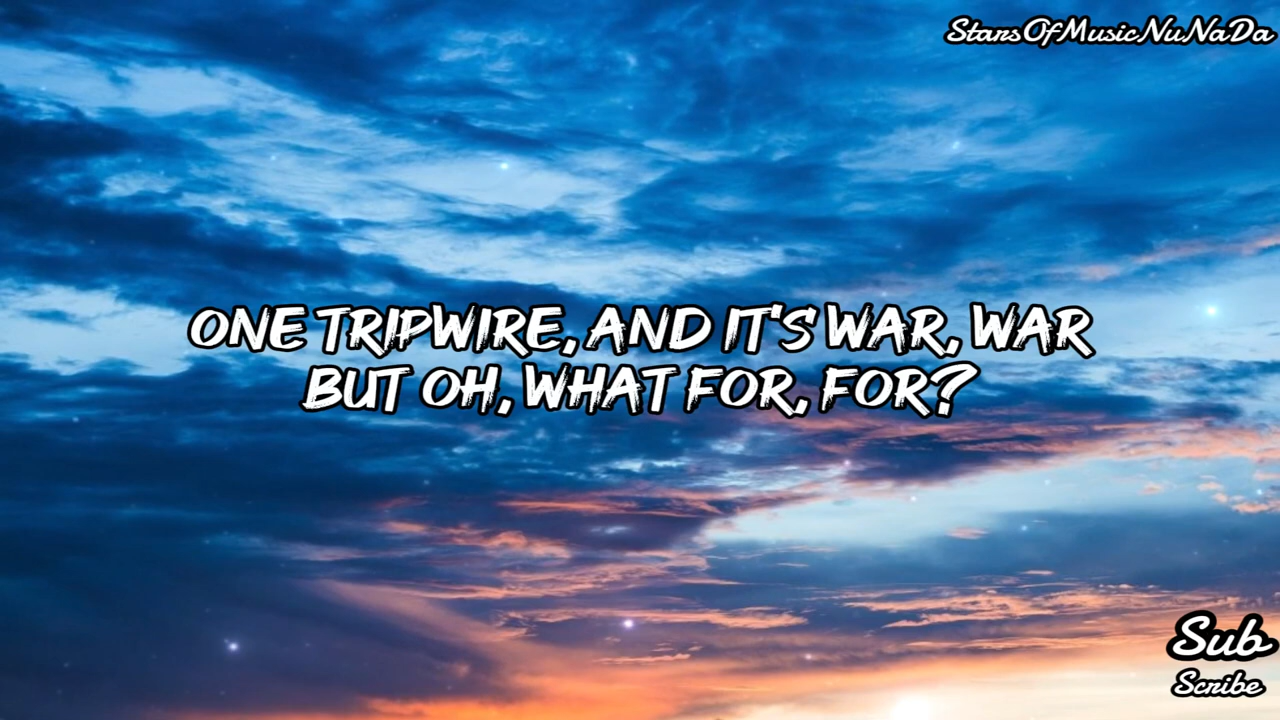 StarsOfMusicNuNaDa
ONE TRIPWIRE, AND IT'S WAR, WAR
BUT OH, WHAT FOR, FOR?
Sub
Scribe